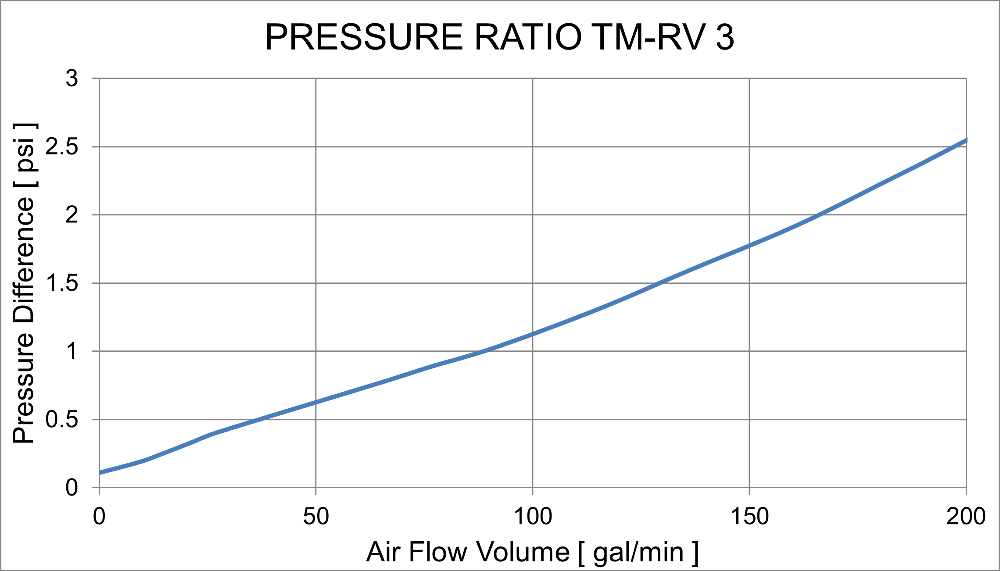 PRESSURE RATIO TM-RV 3
Pressure Difference [ psi ]
3
2.5
2
1.5
1
0.5
0
0 50 100 150 200
Air Flow Volume [ gal/min ]